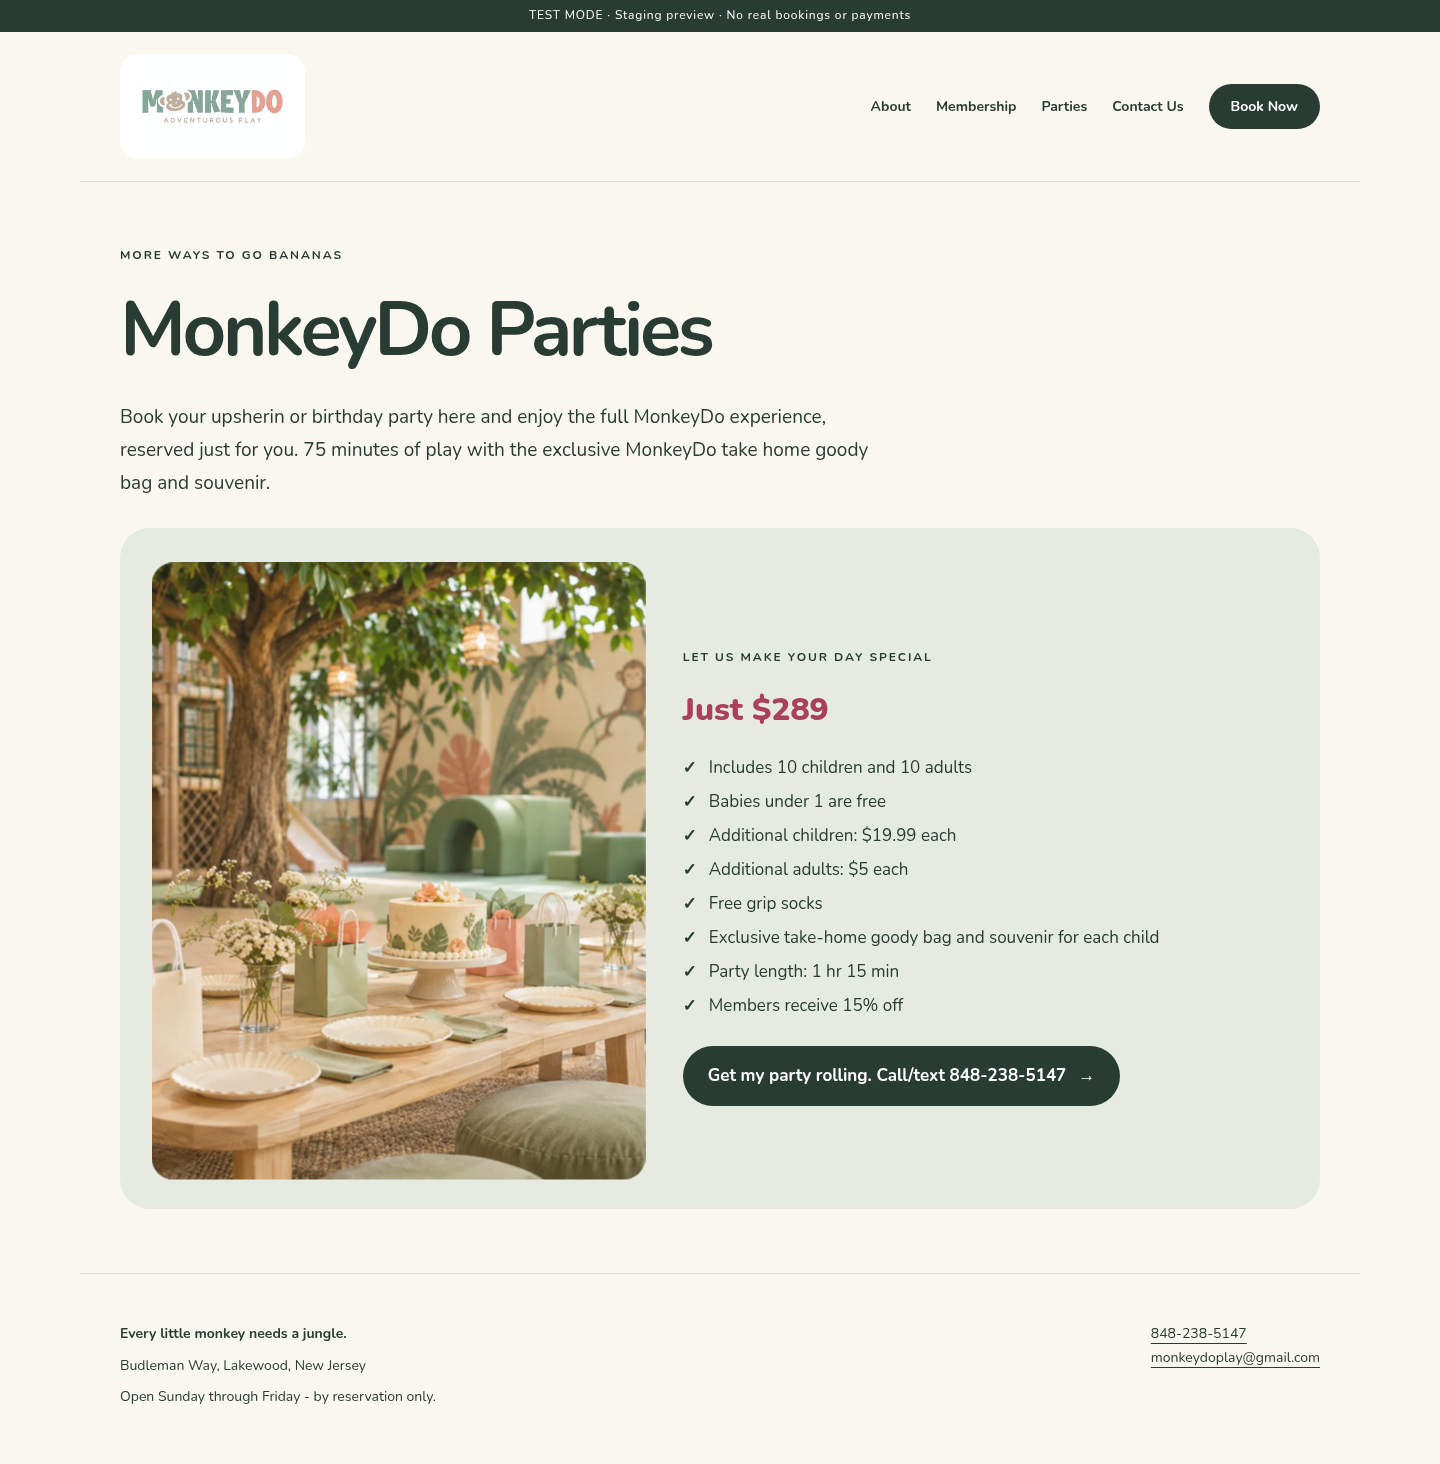 TEST MODE · Staging preview · No real bookings or payments
MONKEYDO
ADVENTUROUS PLAY
About
Membership
Parties
Contact Us
Book Now
MORE WAYS TO GO BANANAS
MonkeyDo Parties
Book your upsherin or birthday party here and enjoy the full MonkeyDo experience,
reserved just for you. 75 minutes of play with the exclusive MonkeyDo take home goody
bag and souvenir.
LET US MAKE YOUR DAY SPECIAL
Just $289
✓ Includes 10 children and 10 adults
✓ Babies under 1 are free
✓ Additional children: $19.99 each
✓ Additional adults: $5 each
✓ Free grip socks
✓ Exclusive take-home goody bag and souvenir for each child
✓ Party length: 1 hr 15 min
✓ Members receive 15% off
Get my party rolling. Call/text 848-238-5147 →
Every little monkey needs a jungle.
Budleman Way, Lakewood, New Jersey
Open Sunday through Friday - by reservation only.
848-238-5147
monkeydoplay@gmail.com